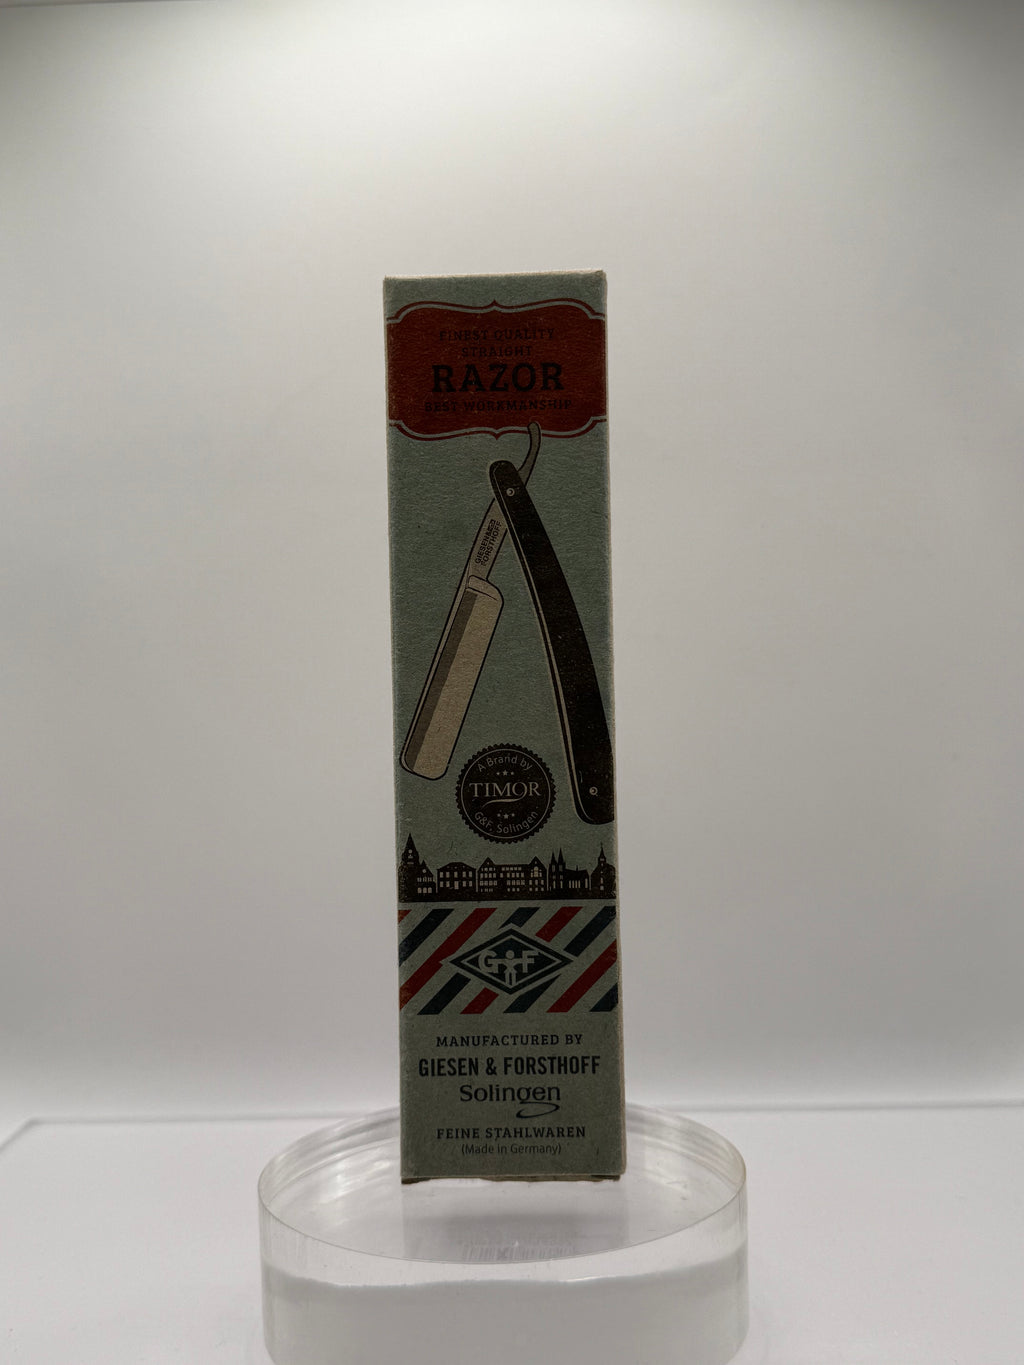 FINEST QUALITY
STRAIGHT
RAZOR
BEST WORKMANSHIP
GIESEN & FORSTHOFF
A Brand by
TIMOR
G&F. Solingen
G F
MANUFACTURED BY
GIESEN & FORSTHOFF
Solingen
FEINE STAHLWAREN
(Made in Germany)